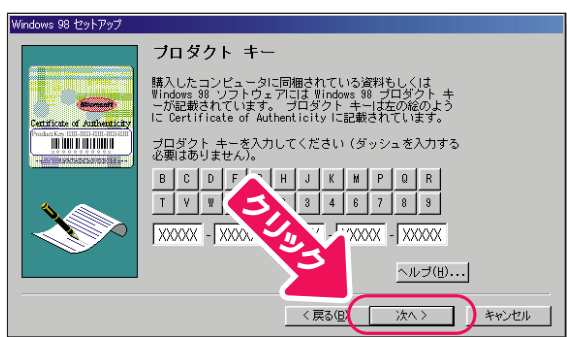 Windows 98 セットアップ
プロダクト キー
購入したコンピュータに同梱されている資料もしくは
Windows 98 ソフトウェアには Windows 98 プロダクト キ
ーが記載されています。 プロダクト キーは左の絵のよう
に Certificate of Authenticity に記載されています。
Microsoft
Certificate of Authenticity
プロダクト キーを入力してください (ダッシュを入力する
必要はありません)。
B C D F H J K M P Q R
T V W 3 4 6 7 8 9
XXXXX - XXXX - XXXX - XXXXX
クリック
ヘルプ(H)...
< 戻る(B)
次へ >
キャンセル